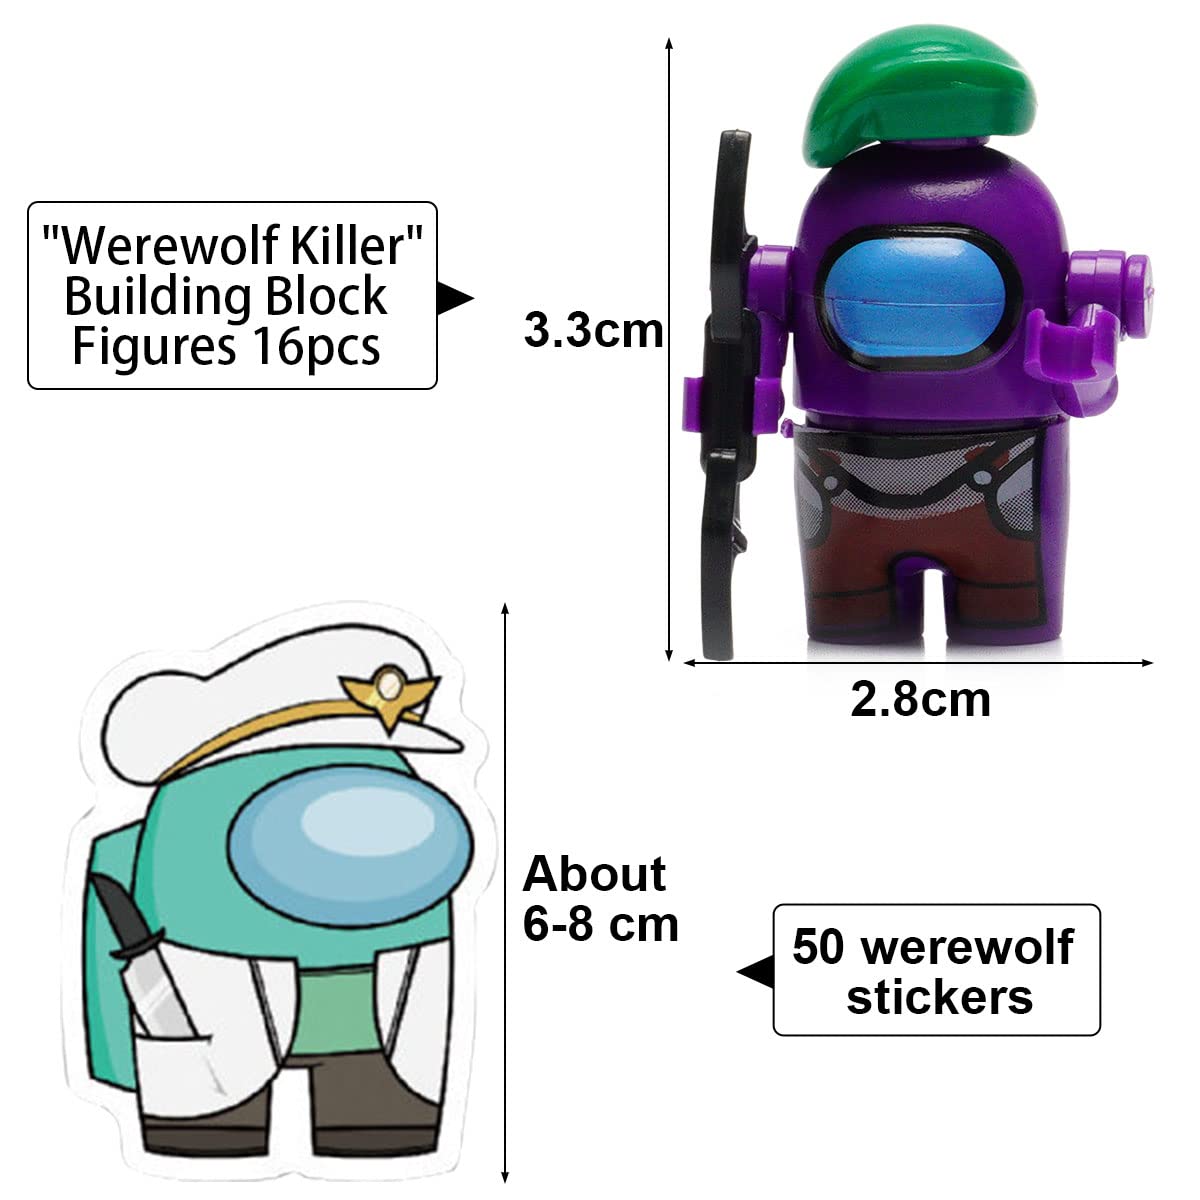 "Werewolf Killer"
Building Block
Figures 16pcs
3.3cm
2.8cm
About
6-8 cm
50 werewolf
stickers